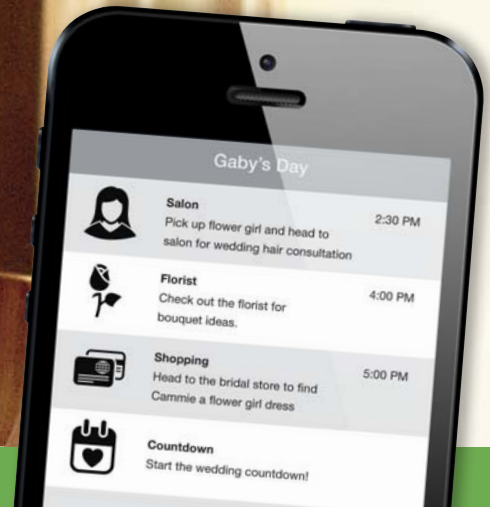 Gaby's Day
Salon
2:30 PM
Pick up flower girl and head to
salon for wedding hair consultation
Florist
4:00 PM
Check out the florist for
bouquet ideas.
Shopping
5:00 PM
Head to the bridal store to find
Cammie a flower girl dress
Countdown
Start the wedding countdown!